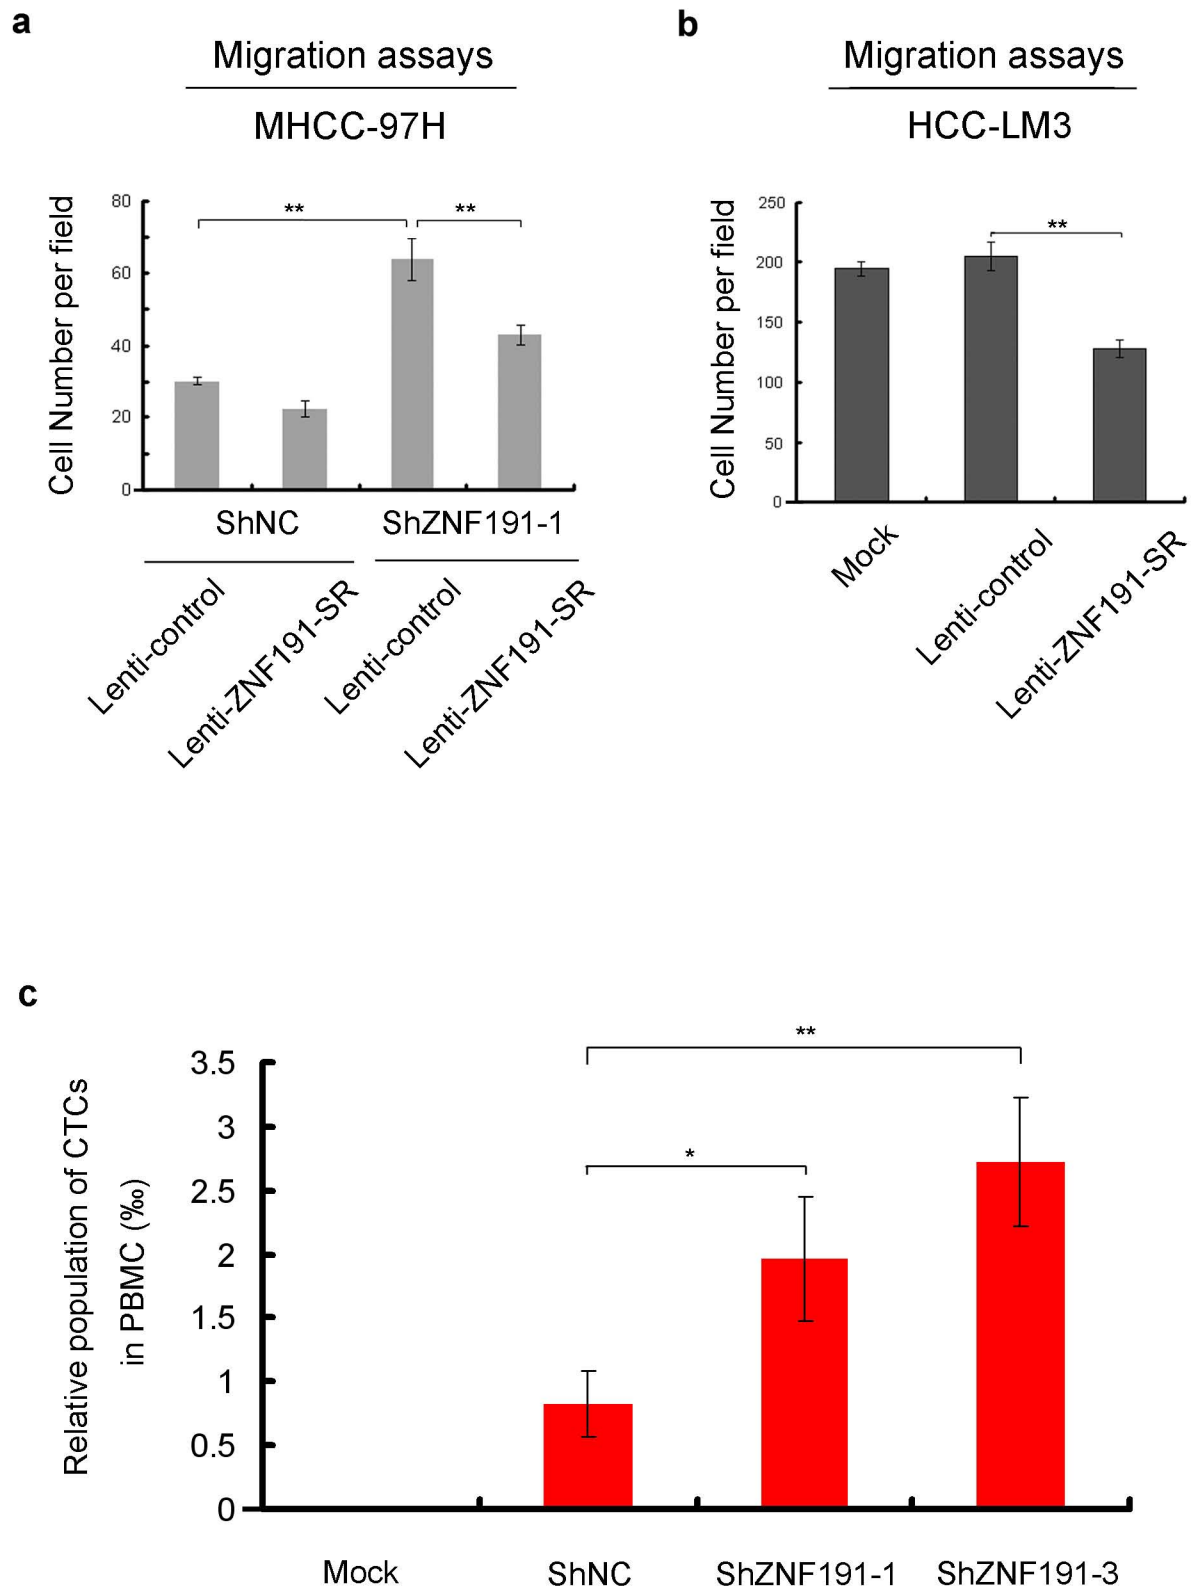 a
Migration assays
MHCC-97H
Cell Number per field
80
60
40
20
0
**
**
ShNC
ShZNF191-1
Lenti-control
Lenti-ZNF191-SR
Lenti-control
Lenti-ZNF191-SR
b
Migration assays
HCC-LM3
Cell Number per field
250
200
150
100
50
0
**
Mock
Lenti-control
Lenti-ZNF191-SR
c
Relative population of CTCs
in PBMC (‰)
3.5
3
2.5
2
1.5
1
0.5
0
**
*
Mock
ShNC
ShZNF191-1
ShZNF191-3